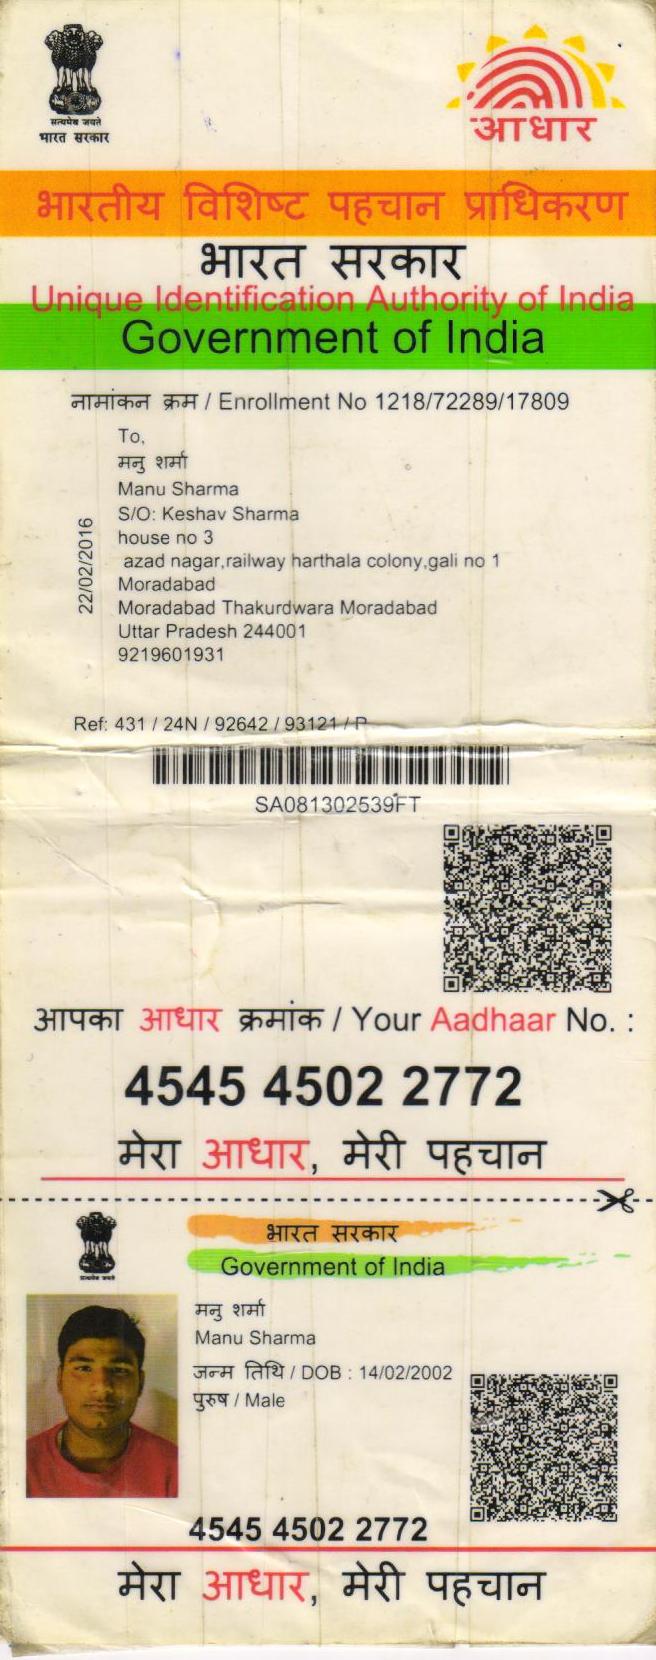 सत्यमेव जयते
भारत सरकार
आधार
भारतीय विशिष्ट पहचान प्राधिकरण
भारत सरकार
Unique Identification Authority of India
Government of India
नामांकन क्रम / Enrollment No 1218/72289/17809
To,
मनु शर्मा
Manu Sharma
S/O: Keshav Sharma
house no 3
azad nagar,railway harthala colony,gali no 1
Moradabad
Moradabad Thakurdwara Moradabad
Uttar Pradesh 244001
9219601931
22/02/2016
Ref: 431 / 24N / 92642 / 93121 / P
SA081302539FT
आपका आधार क्रमांक / Your Aadhaar No. :
4545 4502 2772
मेरा आधार, मेरी पहचान
सत्यमेव जयते
भारत सरकार
Government of India
मनु शर्मा
Manu Sharma
जन्म तिथि / DOB : 14/02/2002
पुरुष / Male
4545 4502 2772
मेरा आधार, मेरी पहचान